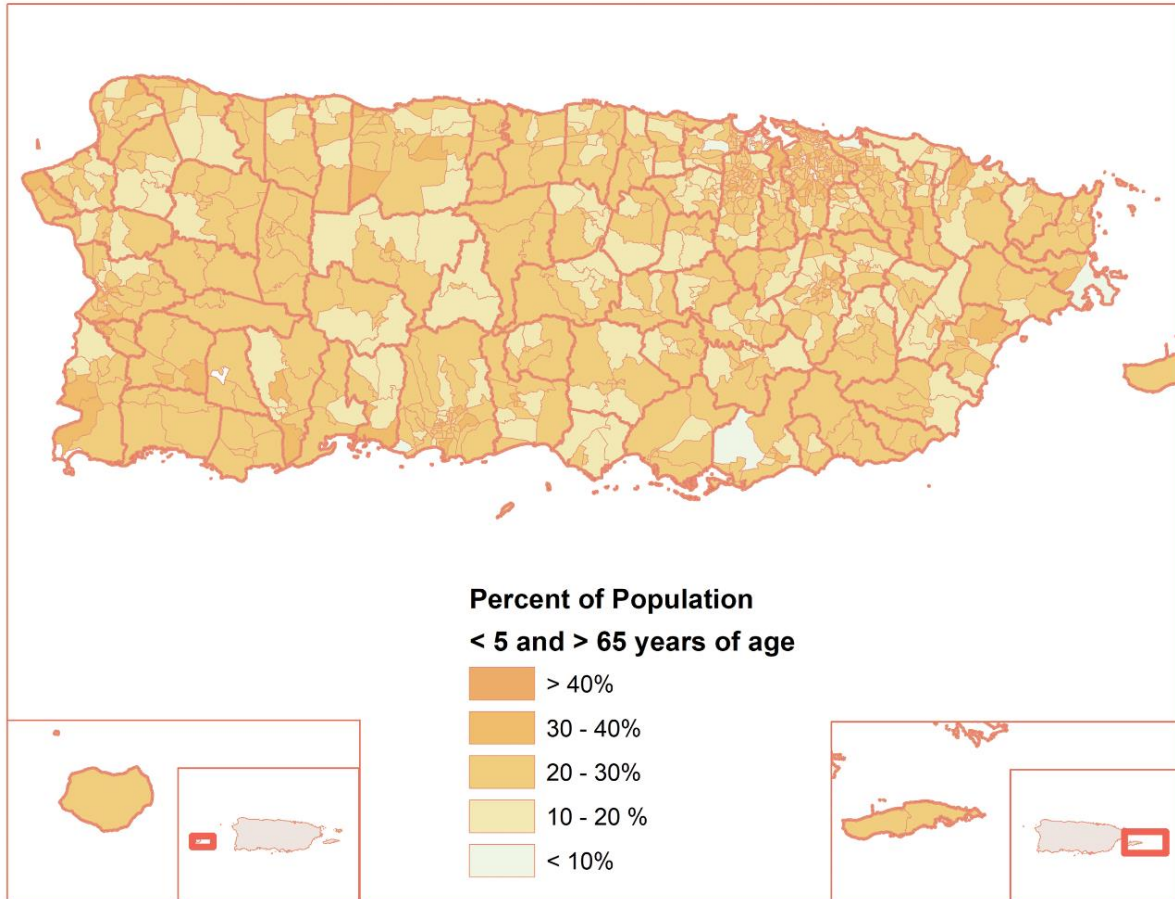 Percent of Population
< 5 and > 65 years of age
> 40%
30 - 40%
20 - 30%
10 - 20 %
< 10%